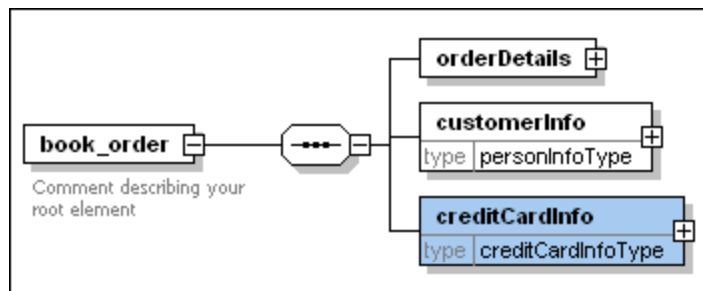 orderDetails
customerInfo
type personInfoType
book_order
Comment describing your
root element
creditCardInfo
type creditCardInfoType